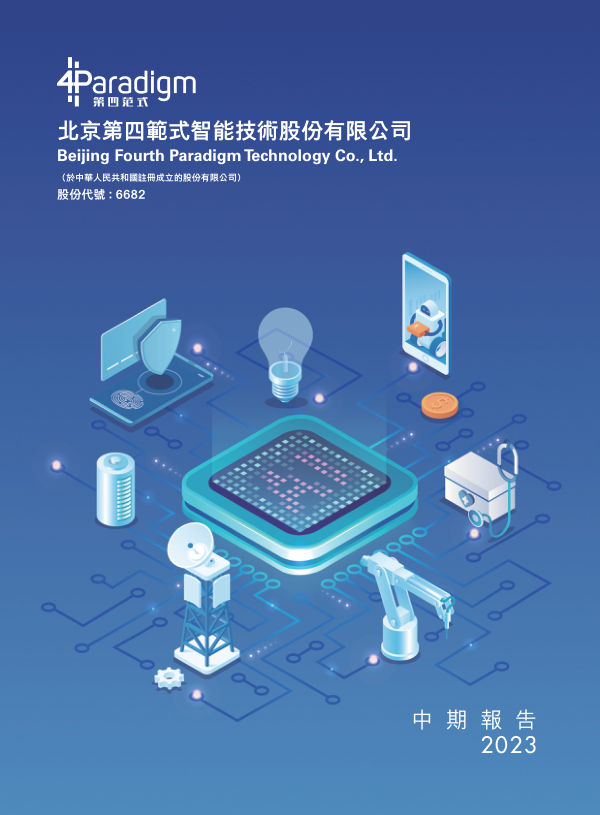 4Paradigm
第四范式
北京第四範式智能技術股份有限公司
Beijing Fourth Paradigm Technology Co., Ltd.
（於中華人民共和國註冊成立的股份有限公司）
股份代號：6682
中期報告
2023